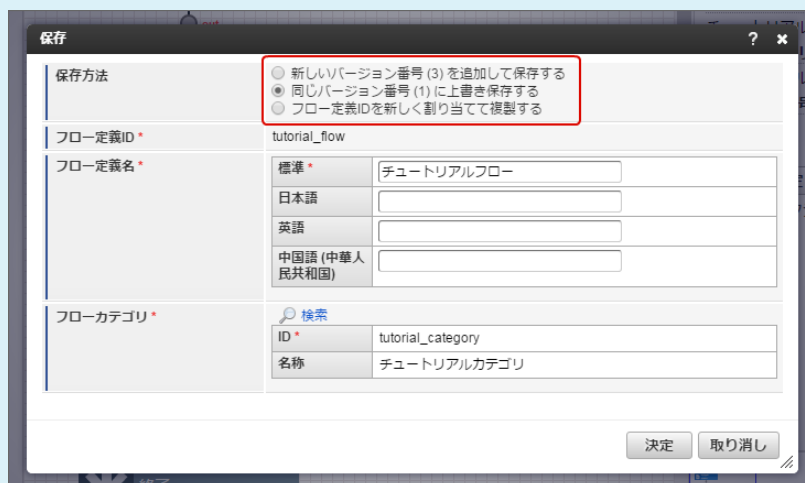 保存
?
保存方法
新しいバージョン番号 (3) を追加して保存する
同じバージョン番号 (1) に上書き保存する
フロー定義IDを新しく割り当てて複製する
フロー定義ID *
tutorial_flow
フロー定義名 *
標準 *
チュートリアルフロー
日本語
英語
中国語 (中華人
民共和国)
フローカテゴリ *
検索
ID *
tutorial_category
名称
チュートリアルカテゴリ
決定
取り消し